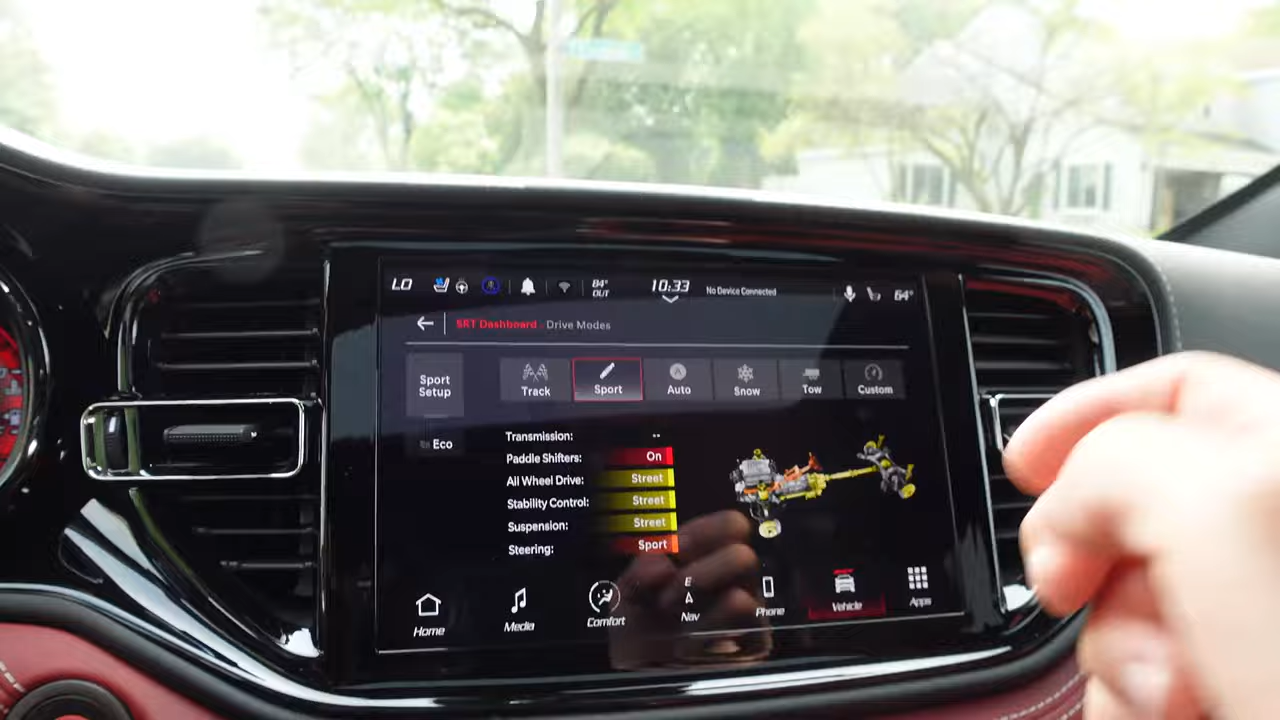 LO 84° OUT 10:33 No Device Connected 64°
SRT Dashboard Drive Modes
Sport Setup
Track Sport Auto Snow Tow Custom
Eco
Transmission: --
Paddle Shifters: On
All Wheel Drive: Street
Stability Control: Street
Suspension: Street
Steering: Sport
Home Media Comfort E Nav Phone Vehicle Apps